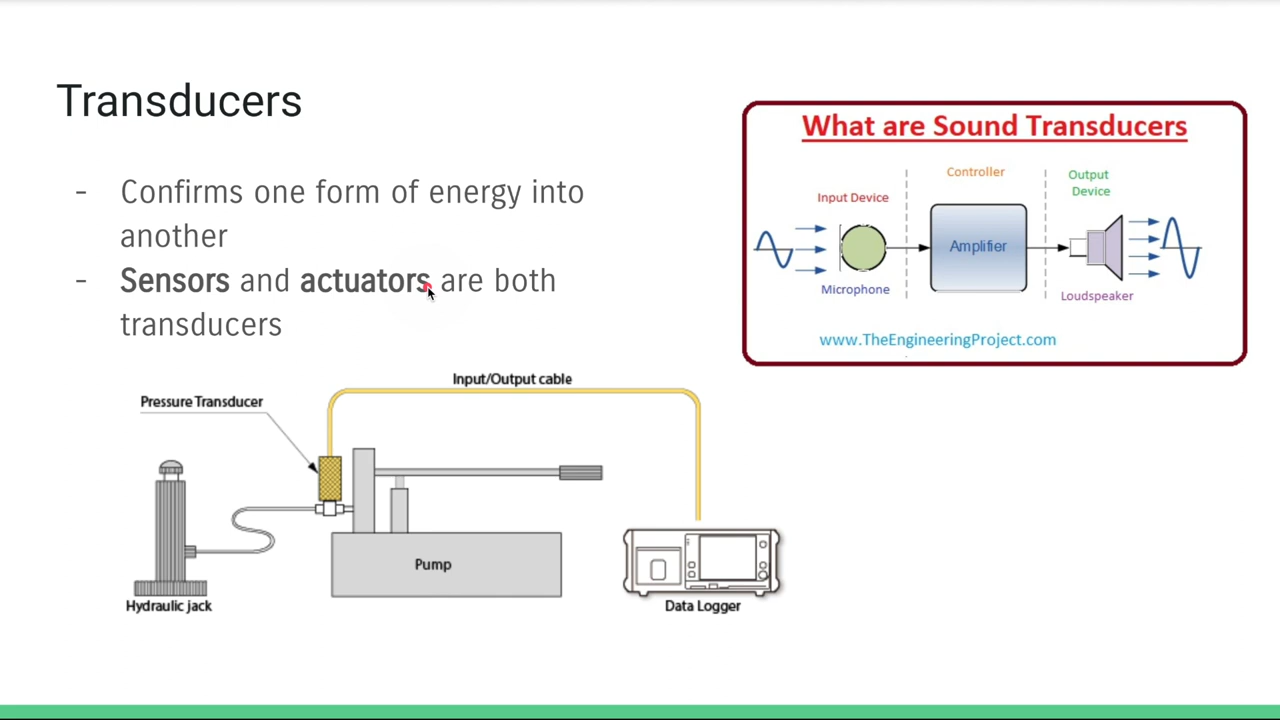 Transducers
- Confirms one form of energy into
another
- Sensors and actuators are both
transducers
What are Sound Transducers
Controller
Output
Device
Input Device
Amplifier
Microphone
Loudspeaker
www.TheEngineeringProject.com
Input/Output cable
Pressure Transducer
Pump
Hydraulic jack
Data Logger